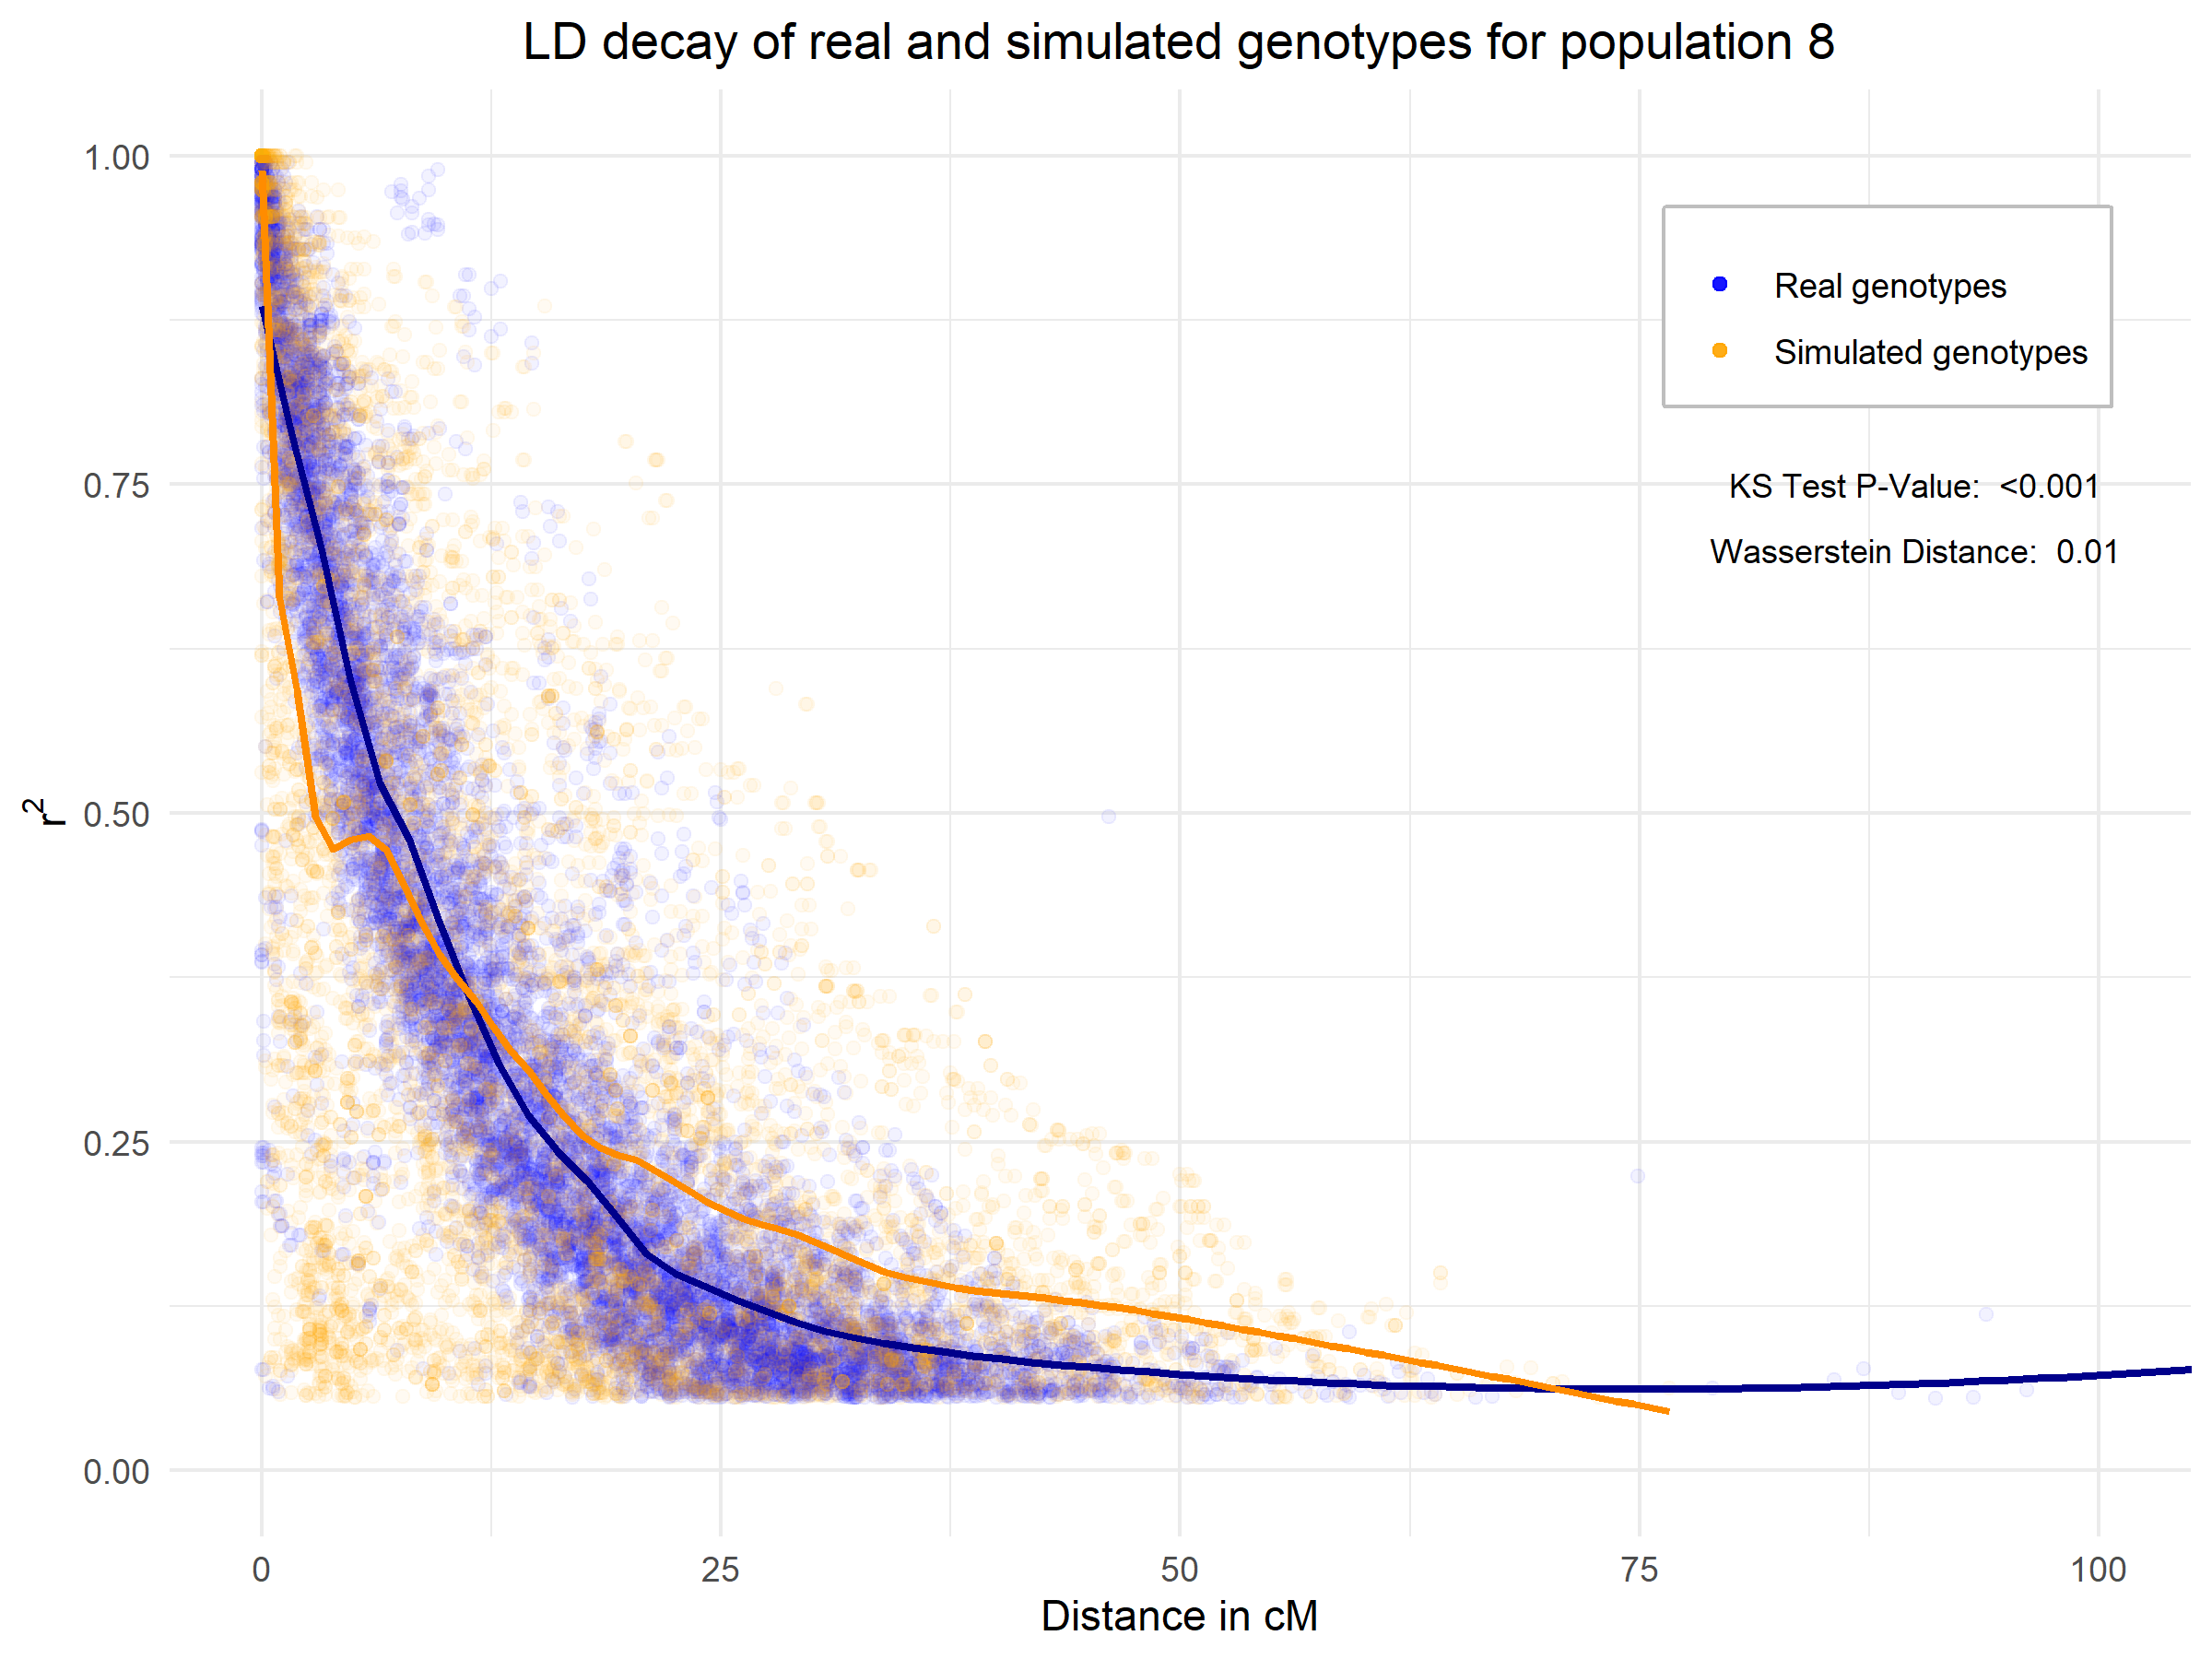 LD decay of real and simulated genotypes for population 8
1.00
0.75
0.50
0.25
0.00
r²
Real genotypes
Simulated genotypes
KS Test P-Value: <0.001
Wasserstein Distance: 0.01
0 25 50 75 100
Distance in cM